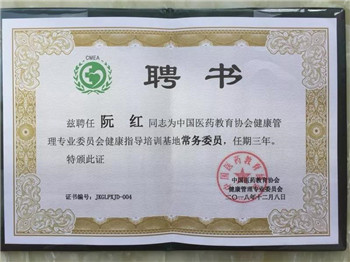 CMEA
聘书
兹聘任 阮 红 同志为中国医药教育协会健康管
理专业委员会健康指导培训基地常务委员，任期三年。
特颁此证
中国医药教育协会
健康管理专业委员会
证书编号：JKGLPXJD-004
二〇一八年十二月八日